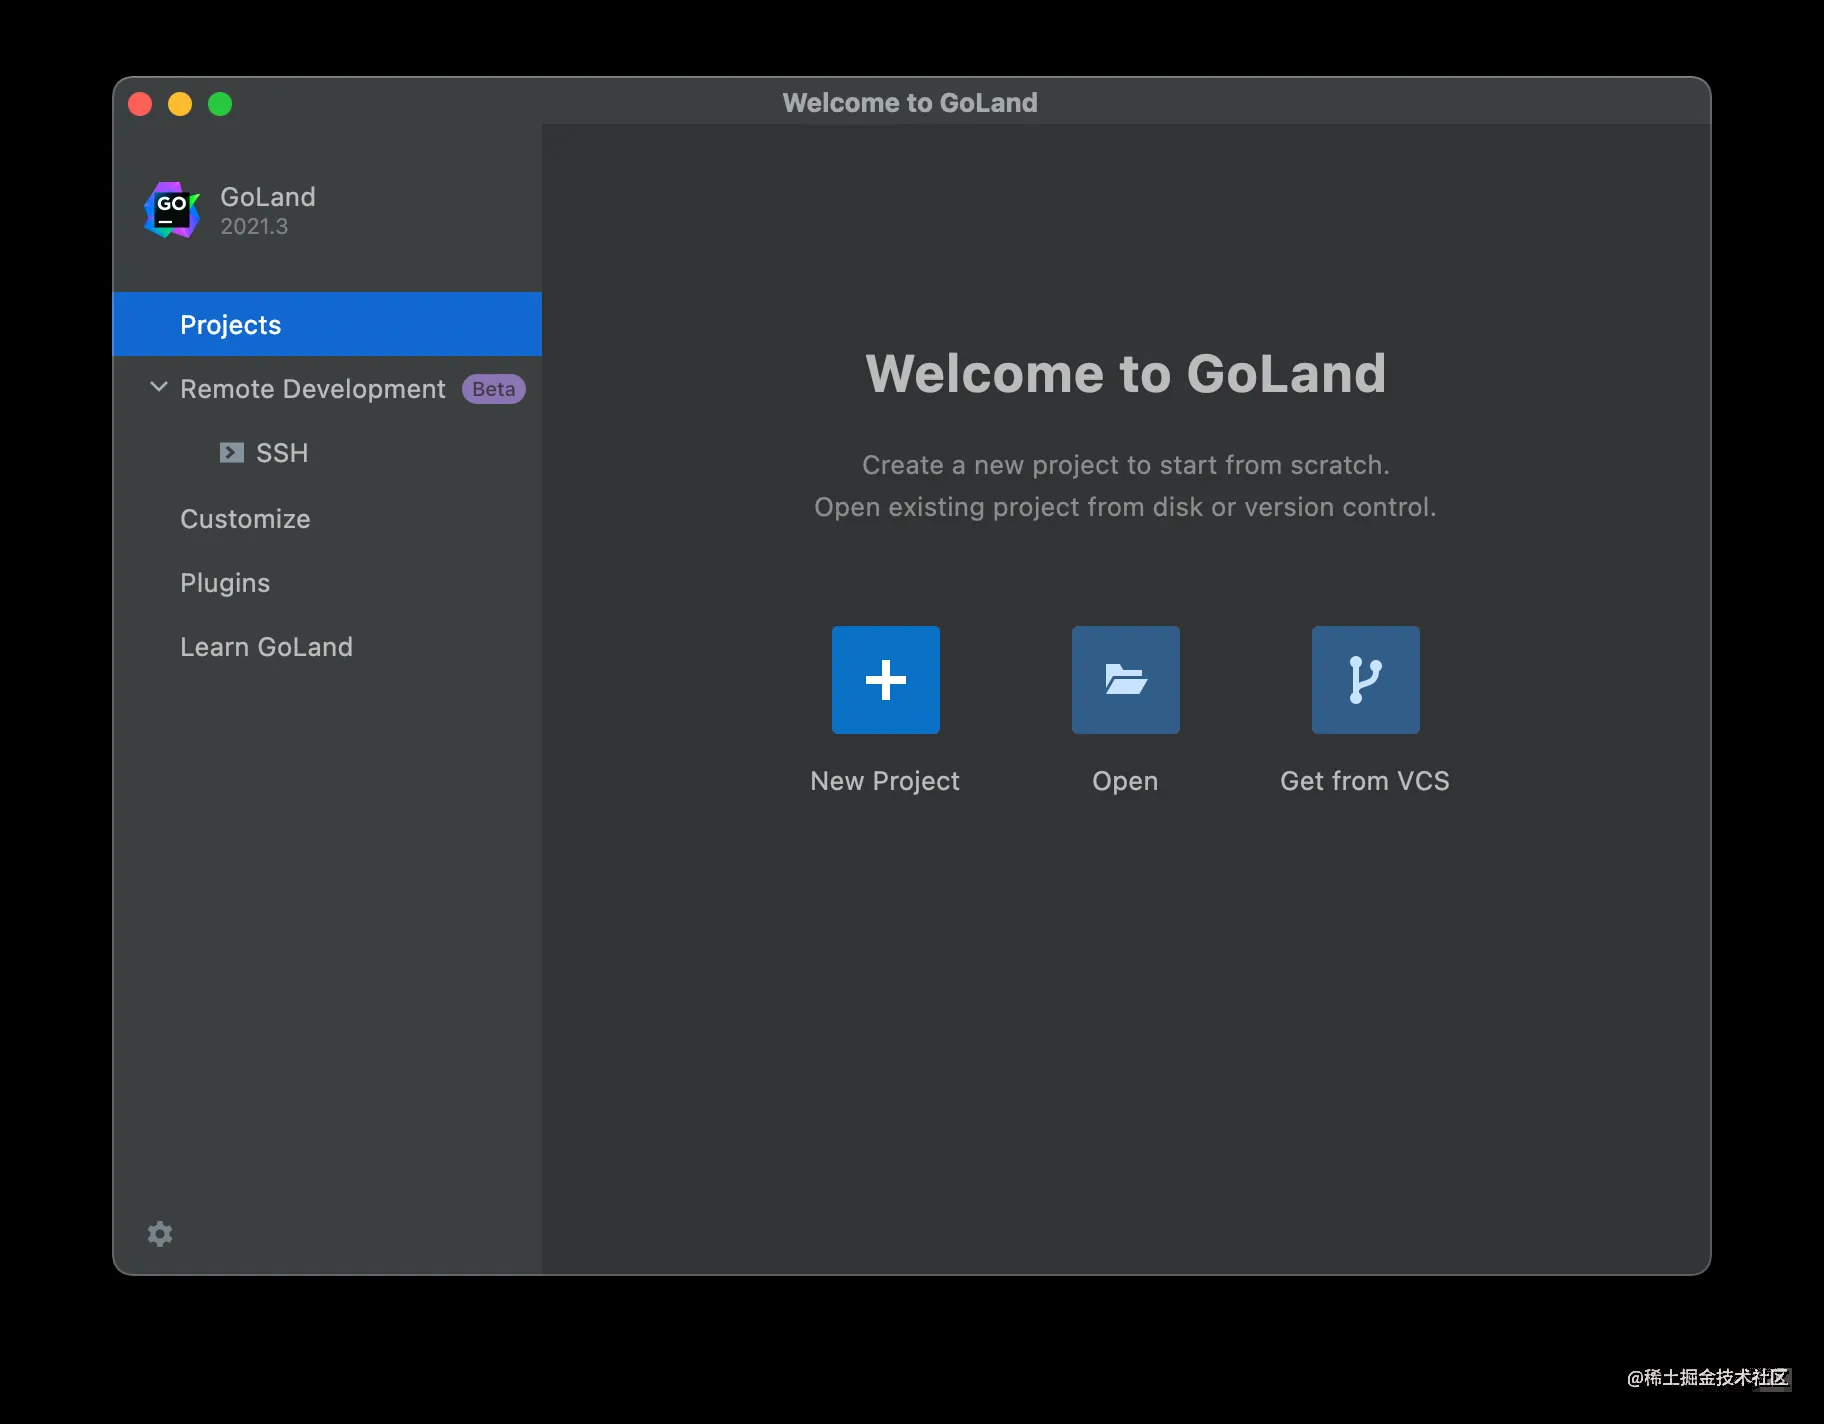 Welcome to GoLand
GO
GoLand
2021.3
Projects
Remote Development Beta
SSH
Customize
Plugins
Learn GoLand
Welcome to GoLand
Create a new project to start from scratch.
Open existing project from disk or version control.
New Project
Open
Get from VCS
@稀土掘金技术社区